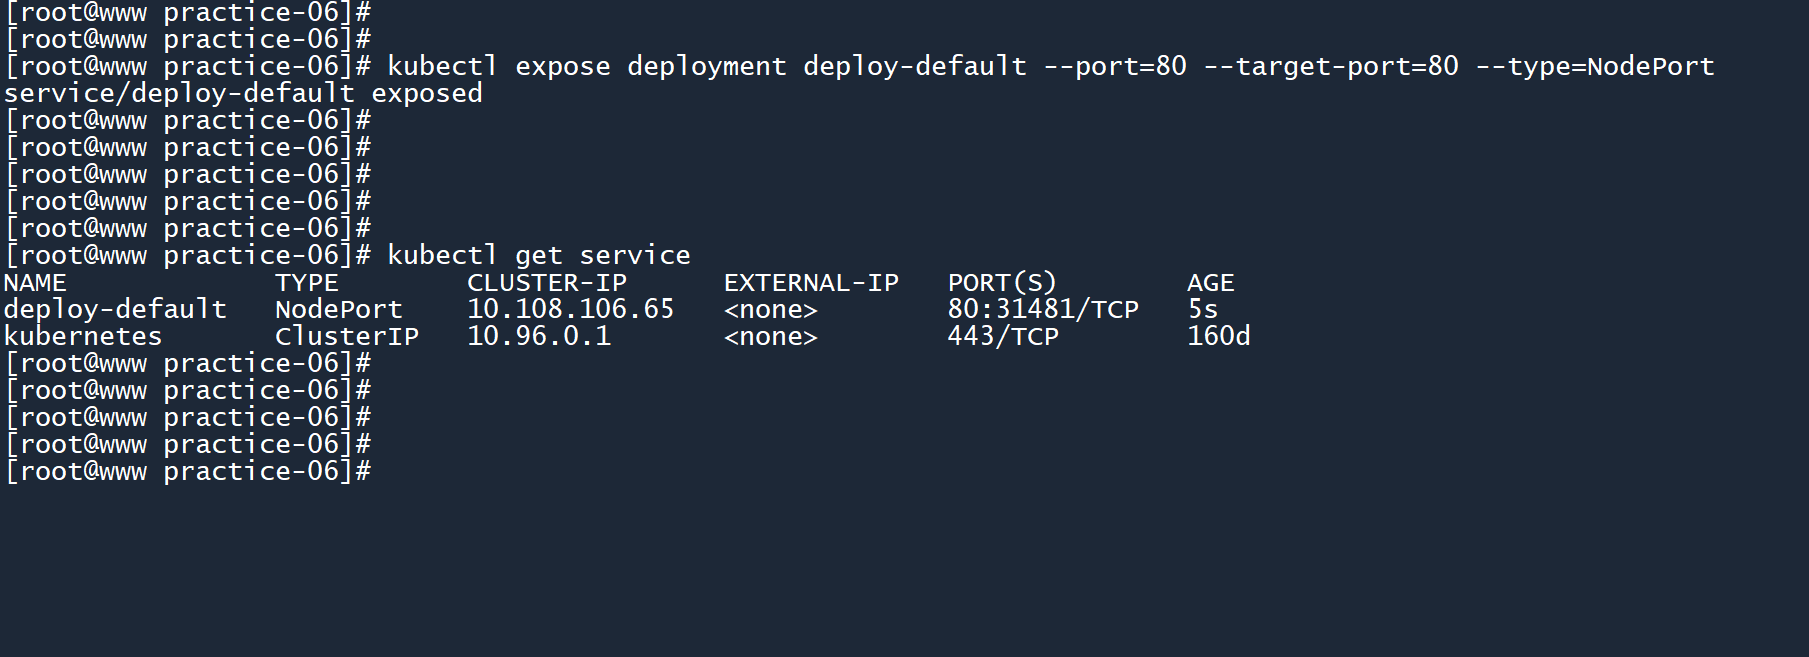 [root@www practice-06]#
[root@www practice-06]#
[root@www practice-06]# kubectl expose deployment deploy-default --port=80 --target-port=80 --type=NodePort
service/deploy-default exposed
[root@www practice-06]#
[root@www practice-06]#
[root@www practice-06]#
[root@www practice-06]#
[root@www practice-06]#
[root@www practice-06]# kubectl get service
NAME             TYPE        CLUSTER-IP      EXTERNAL-IP   PORT(S)        AGE
deploy-default   NodePort    10.108.106.65   <none>        80:31481/TCP   5s
kubernetes       ClusterIP   10.96.0.1       <none>        443/TCP        160d
[root@www practice-06]#
[root@www practice-06]#
[root@www practice-06]#
[root@www practice-06]#
[root@www practice-06]#